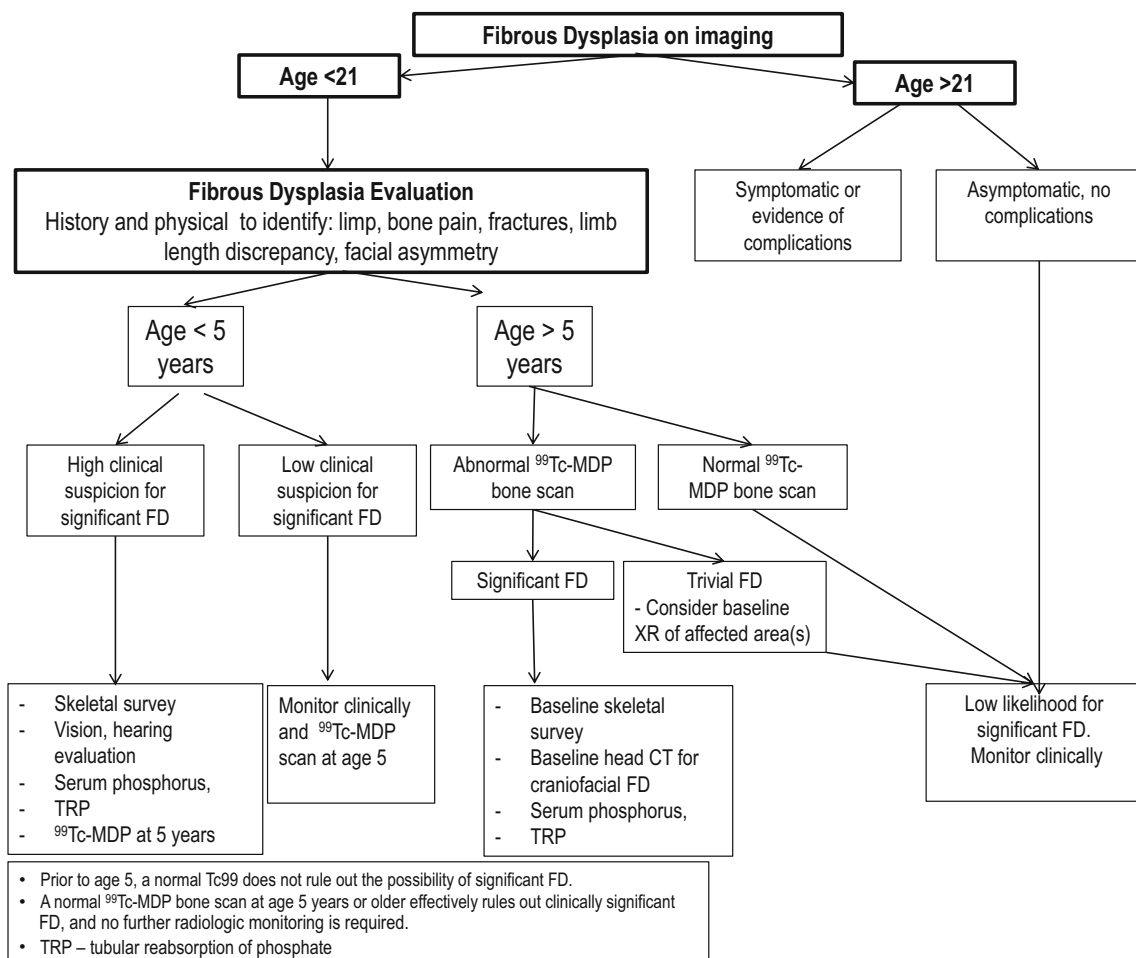 Fibrous Dysplasia on imaging
Age <21
Age >21
Fibrous Dysplasia Evaluation
History and physical to identify: limp, bone pain, fractures, limb
length discrepancy, facial asymmetry
Symptomatic or
evidence of
complications
Asymptomatic, no
complications
Age < 5
years
Age > 5
years
High clinical
suspicion for
significant FD
Low clinical
suspicion for
significant FD
Abnormal ⁹⁹Tc-MDP
bone scan
Normal ⁹⁹Tc-
MDP bone scan
Significant FD
Trivial FD
- Consider baseline
XR of affected area(s)
- Skeletal survey
- Vision, hearing
evaluation
- Serum phosphorus,
- TRP
- ⁹⁹Tc-MDP at 5 years
Monitor clinically
and ⁹⁹Tc-MDP
scan at age 5
- Baseline skeletal
survey
- Baseline head CT for
craniofacial FD
- Serum phosphorus,
- TRP
Low likelihood for
significant FD.
Monitor clinically
• Prior to age 5, a normal Tc99 does not rule out the possibility of significant FD.
• A normal ⁹⁹Tc-MDP bone scan at age 5 years or older effectively rules out clinically significant
FD, and no further radiologic monitoring is required.
• TRP – tubular reabsorption of phosphate